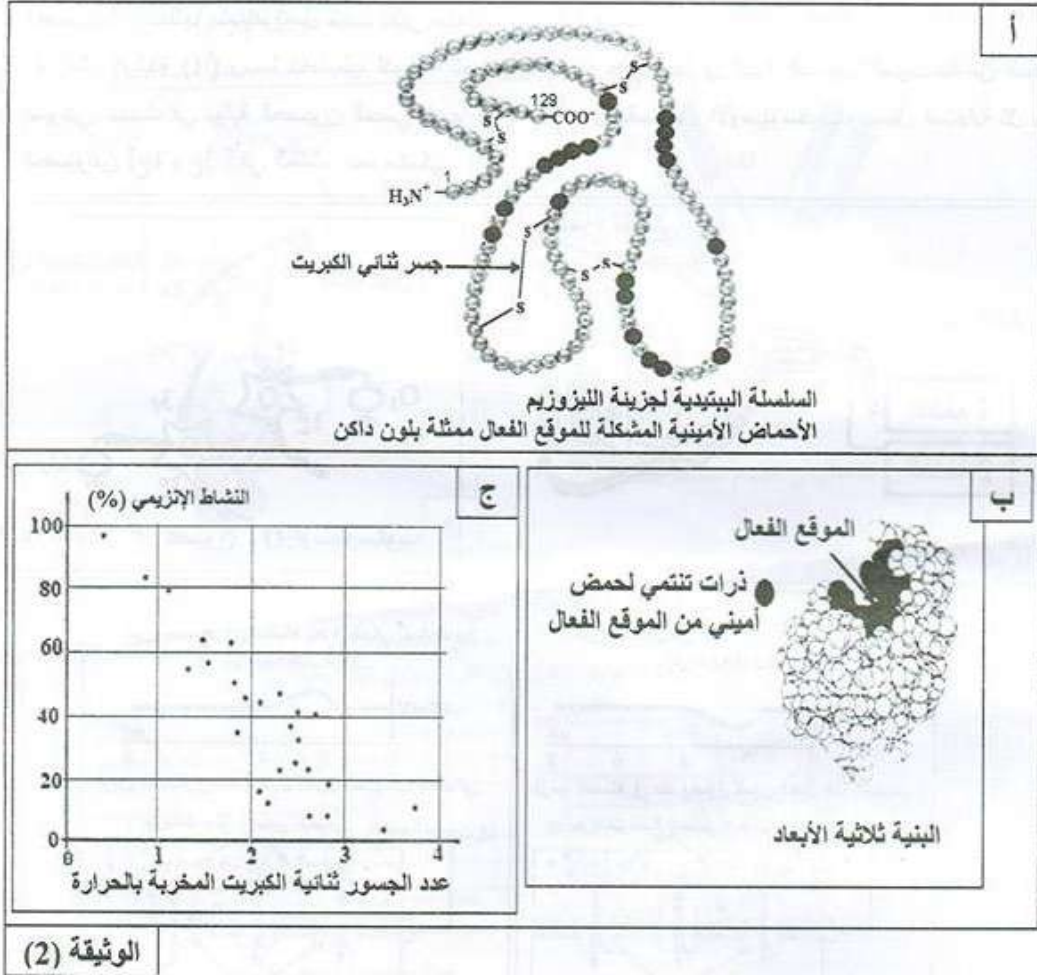 أ
129
COO⁻
S
S
S
S
1
H₃N⁺
S
S
S
S
جسر ثنائي الكبريت
السلسلة الببتيدية لجزيئة الليزوزيم
الأحماض الأمينية المشكلة للموقع الفعال ممثلة بلون داكن
ب
الموقع الفعال
ذرات تنتمي لحمض
أميني من الموقع الفعال
البنية ثلاثية الأبعاد
ج
النشاط الإنزيمي (%)
100
80
60
40
20
0
0 1 2 3 4
عدد الجسور ثنائية الكبريت المخربة بالحرارة
الوثيقة (2)